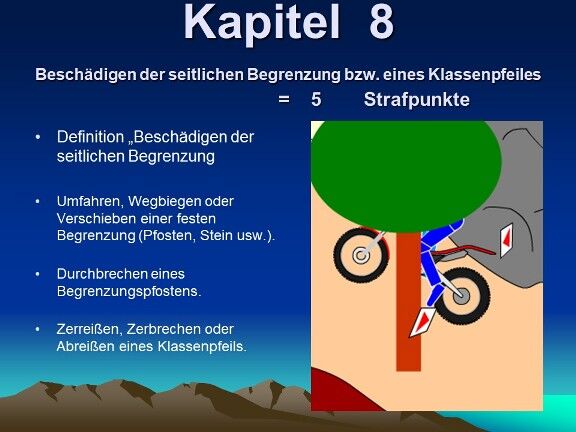 Kapitel 8
Beschädigen der seitlichen Begrenzung bzw. eines Klassenpfeiles
= 5 Strafpunkte
• Definition „Beschädigen der
seitlichen Begrenzung
• Umfahren, Wegbiegen oder
Verschieben einer festen
Begrenzung (Pfosten, Stein usw.).
• Durchbrechen eines
Begrenzungspfostens.
• Zerreißen, Zerbrechen oder
Abreißen eines Klassenpfeils.